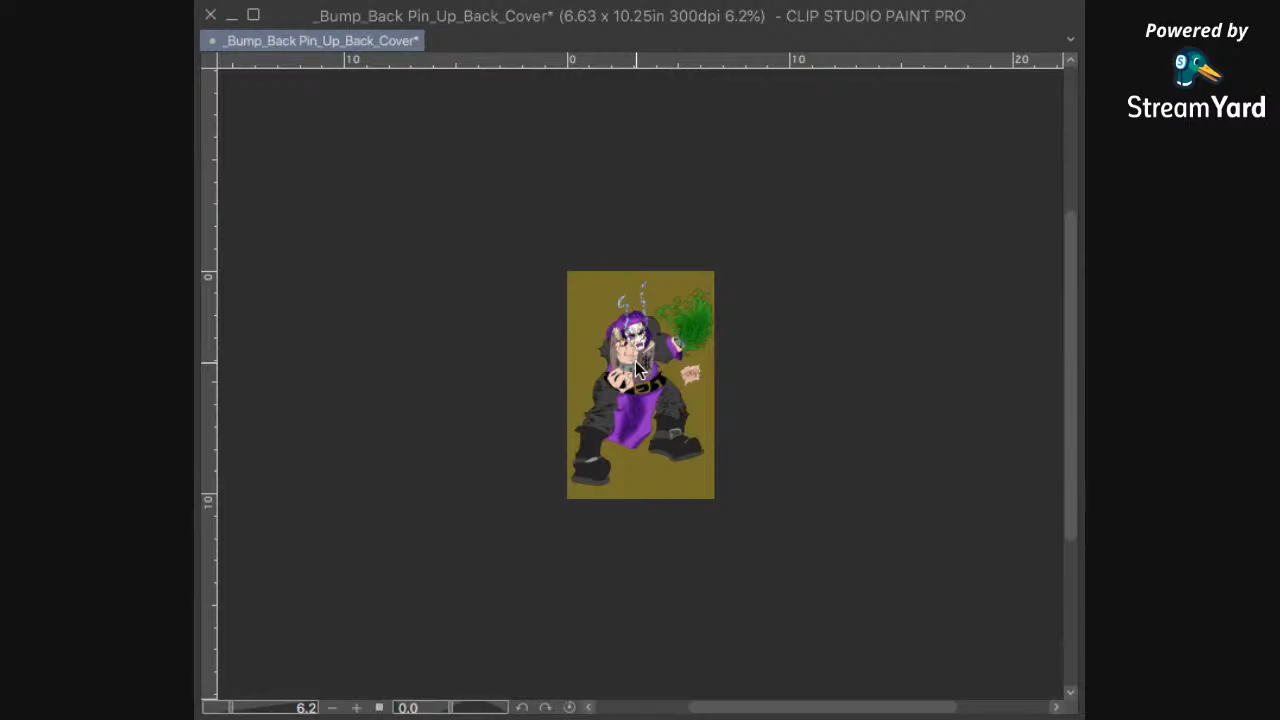 _Bump_Back Pin_Up_Back_Cover* (6.63 x 10.25in 300dpi 6.2%) - CLIP STUDIO PAINT PRO
Powered by
StreamYard
_Bump_Back Pin_Up_Back_Cover*
10 0 10 20
0
10
6.2 0.0